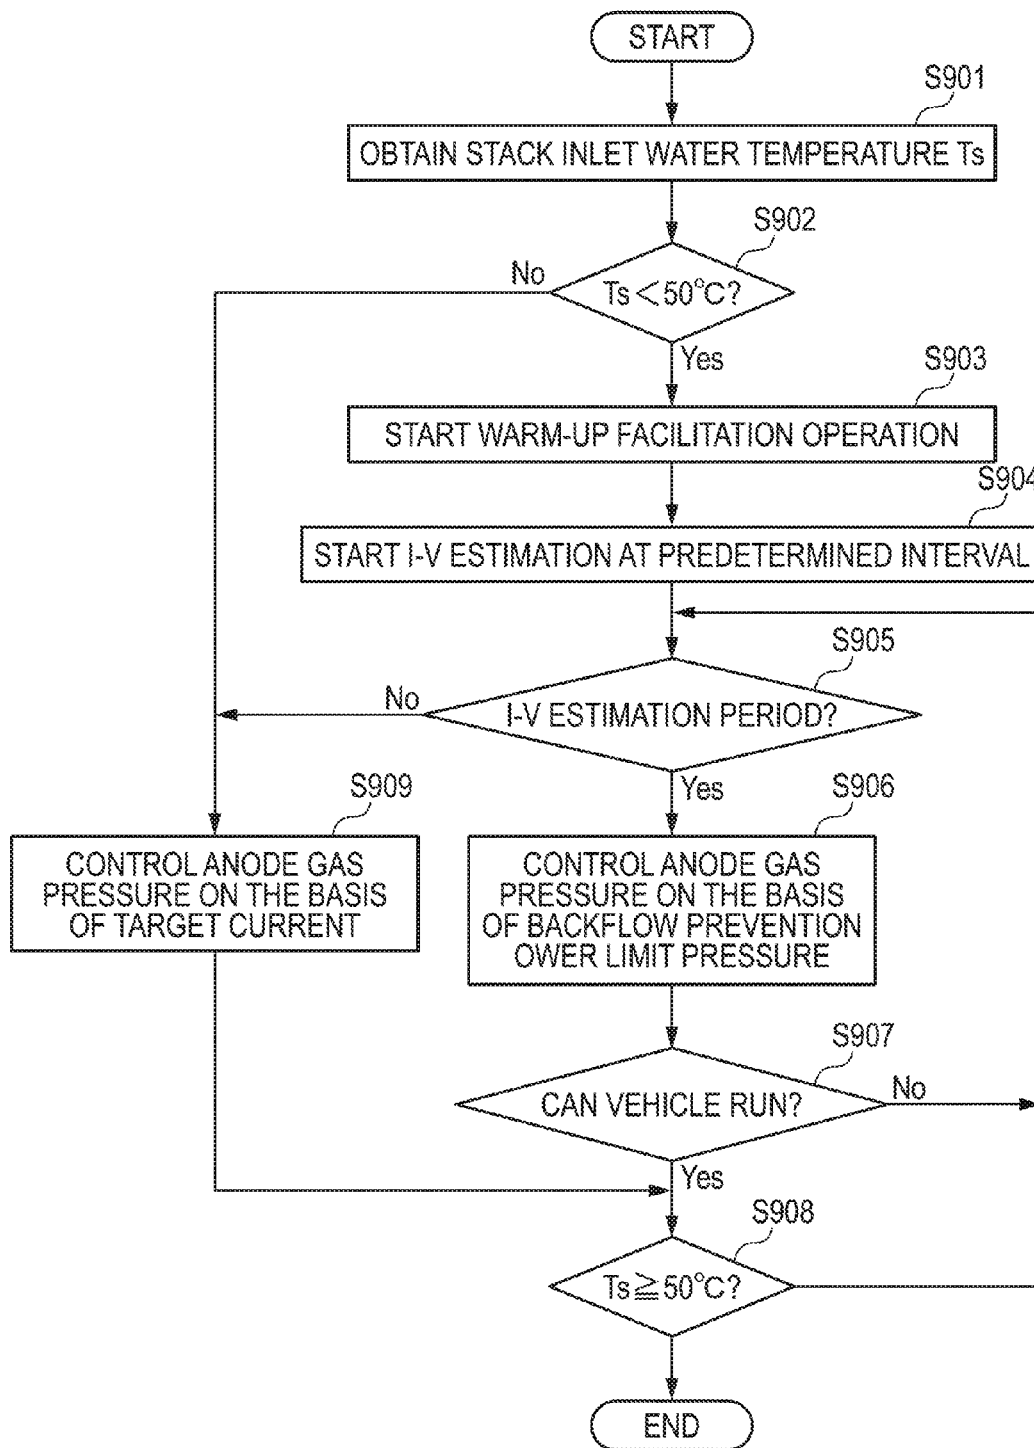 START
S901
OBTAIN STACK INLET WATER TEMPERATURE Ts
S902
Ts<50°C?
No
Yes
S903
START WARM-UP FACILITATION OPERATION
S904
START I-V ESTIMATION AT PREDETERMINED INTERVAL
S905
I-V ESTIMATION PERIOD?
No
Yes
S909
CONTROL ANODE GAS
PRESSURE ON THE BASIS
OF TARGET CURRENT
S906
CONTROL ANODE GAS
PRESSURE ON THE BASIS
OF BACKFLOW PREVENTION
OWER LIMIT PRESSURE
S907
CAN VEHICLE RUN?
No
Yes
S908
Ts≧50°C?
END